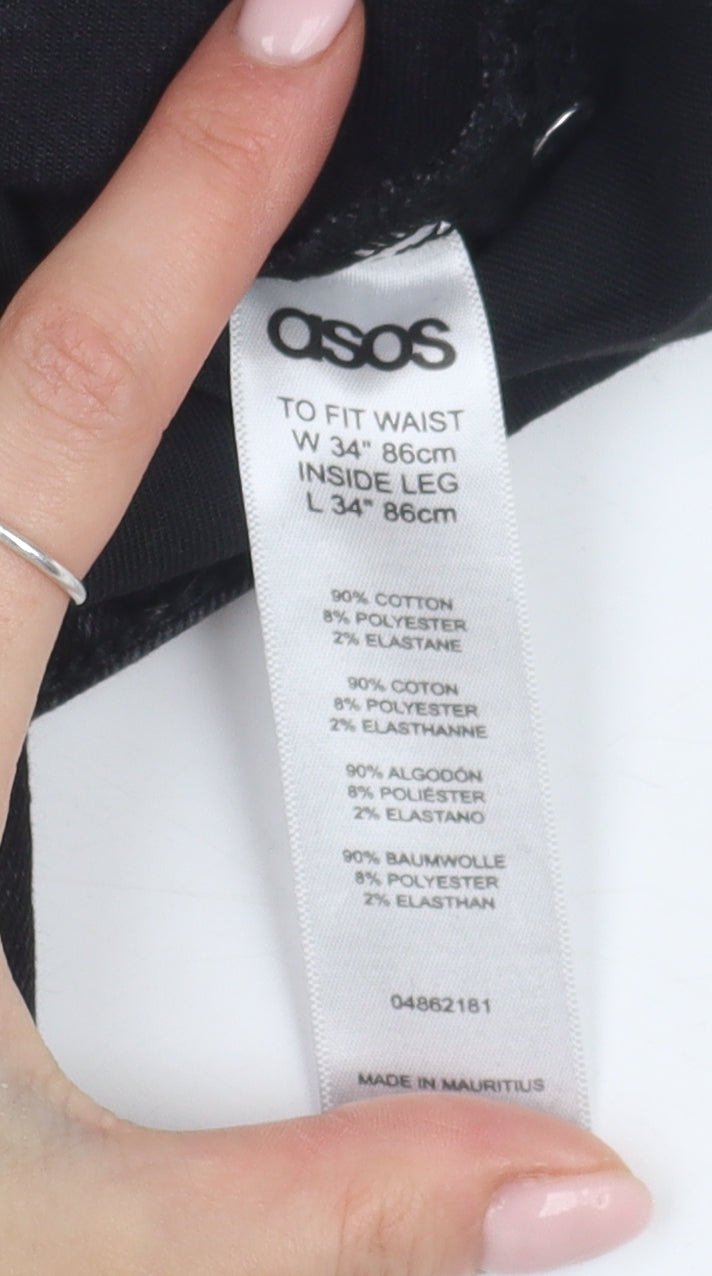 asos
TO FIT WAIST
W 34" 86cm
INSIDE LEG
L 34" 86cm
90% COTTON
8% POLYESTER
2% ELASTANE
90% COTON
8% POLYESTER
2% ELASTHANNE
90% ALGODÓN
8% POLIÉSTER
2% ELASTANO
90% BAUMWOLLE
8% POLYESTER
2% ELASTHAN
04862181
MADE IN MAURITIUS